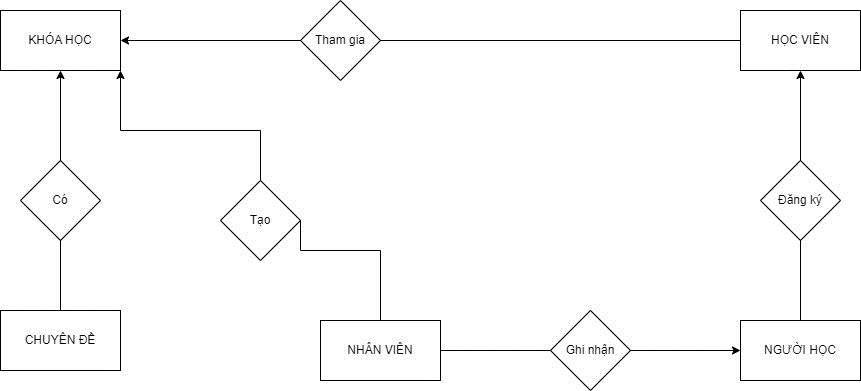 KHÓA HỌC
Tham gia
HỌC VIÊN
Có
Tạo
Đăng ký
CHUYÊN ĐỀ
NHÂN VIÊN
Ghi nhận
NGƯỜI HỌC